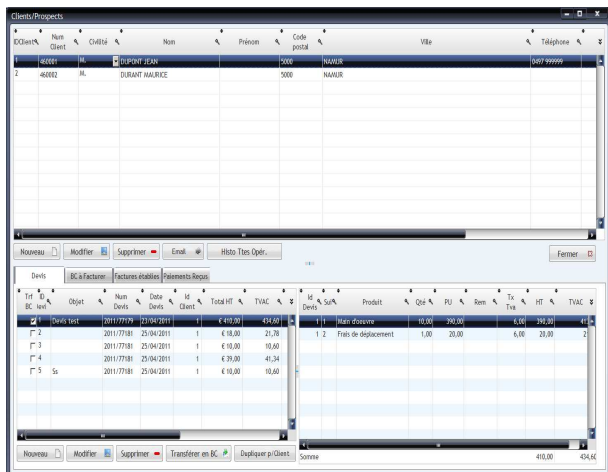 Clients/Prospects
IDClient Num Client Civilité Nom Prénom Code postal Ville Téléphone
1 460001 M. DUPONT JEAN 5000 NAMUR 0497 999999
2 460002 M. DURANT MAURICE 5000 NAMUR
Nouveau Modifier Supprimer Email Histo Ttes Opér. Fermer
Devis BC à Facturer Factures établies Paiements Reçus
Trf BC ID Objet Num Devis Date Devis Id Client Total HT TVAC
1 Devis test 2011/77179 23/04/2011 1 € 410,00 434,60
2 2011/77181 25/04/2011 1 € 18,00 21,78
3 2011/77181 25/04/2011 1 € 10,00 10,60
4 2011/77181 25/04/2011 1 € 39,00 41,34
5 Ss 2011/77181 25/04/2011 1 € 10,00 10,60
Nouveau Modifier Supprimer Transférer en BC Dupliquer p/Client
Id Devis Produit Qté PU Rem Tx Tva HT TVAC
1 1 Main d'oeuvre 10,00 390,00 6,00 390,00
1 2 Frais de déplacement 1,00 20,00 6,00 20,00
Somme 410,00 434,60